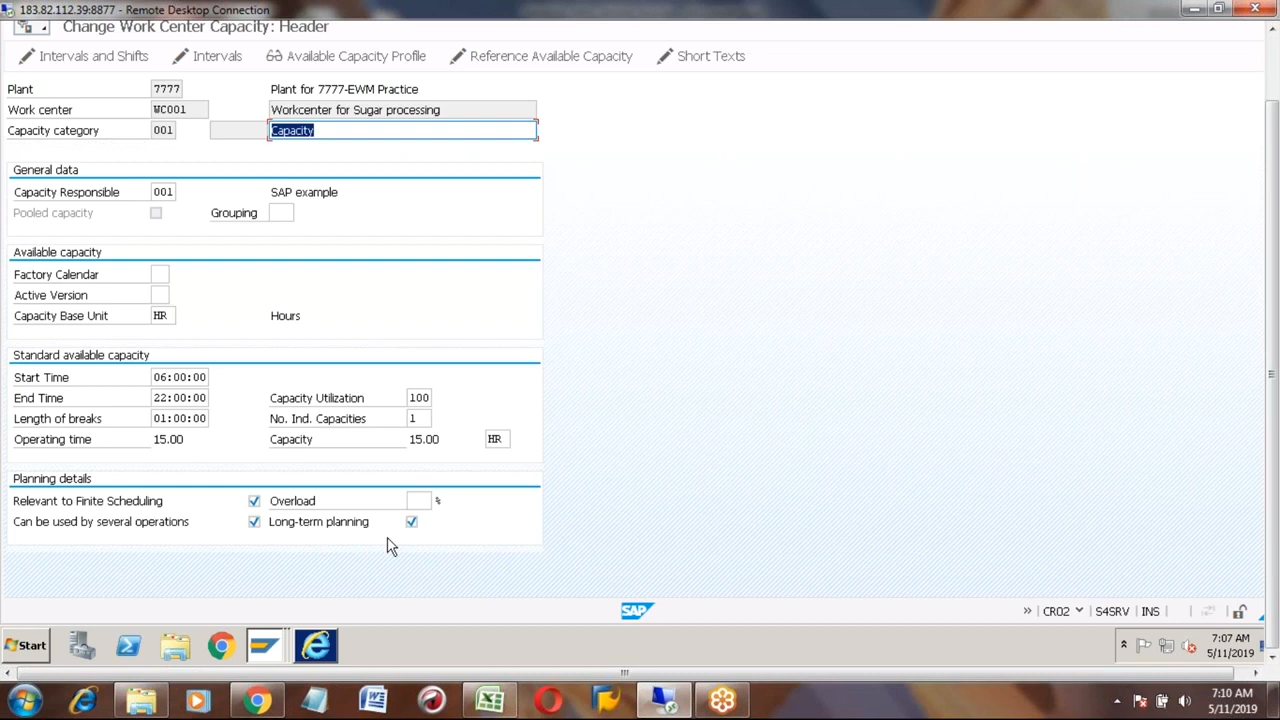 183.82.112.39:8877 - Remote Desktop Connection
Change Work Center Capacity: Header
Intervals and Shifts Intervals Available Capacity Profile Reference Available Capacity Short Texts
Plant 7777 Plant for 7777-EWM Practice
Work center WC001 Workcenter for Sugar processing
Capacity category 001 Capacity
General data
Capacity Responsible 001 SAP example
Pooled capacity Grouping
Available capacity
Factory Calendar
Active Version
Capacity Base Unit HR Hours
Standard available capacity
Start Time 06:00:00
End Time 22:00:00 Capacity Utilization 100
Length of breaks 01:00:00 No. Ind. Capacities 1
Operating time 15.00 Capacity 15.00 HR
Planning details
Relevant to Finite Scheduling Overload %
Can be used by several operations Long-term planning
SAP » CR02 S4SRV INS
Start 7:07 AM
5/11/2019
7:10 AM
5/11/2019